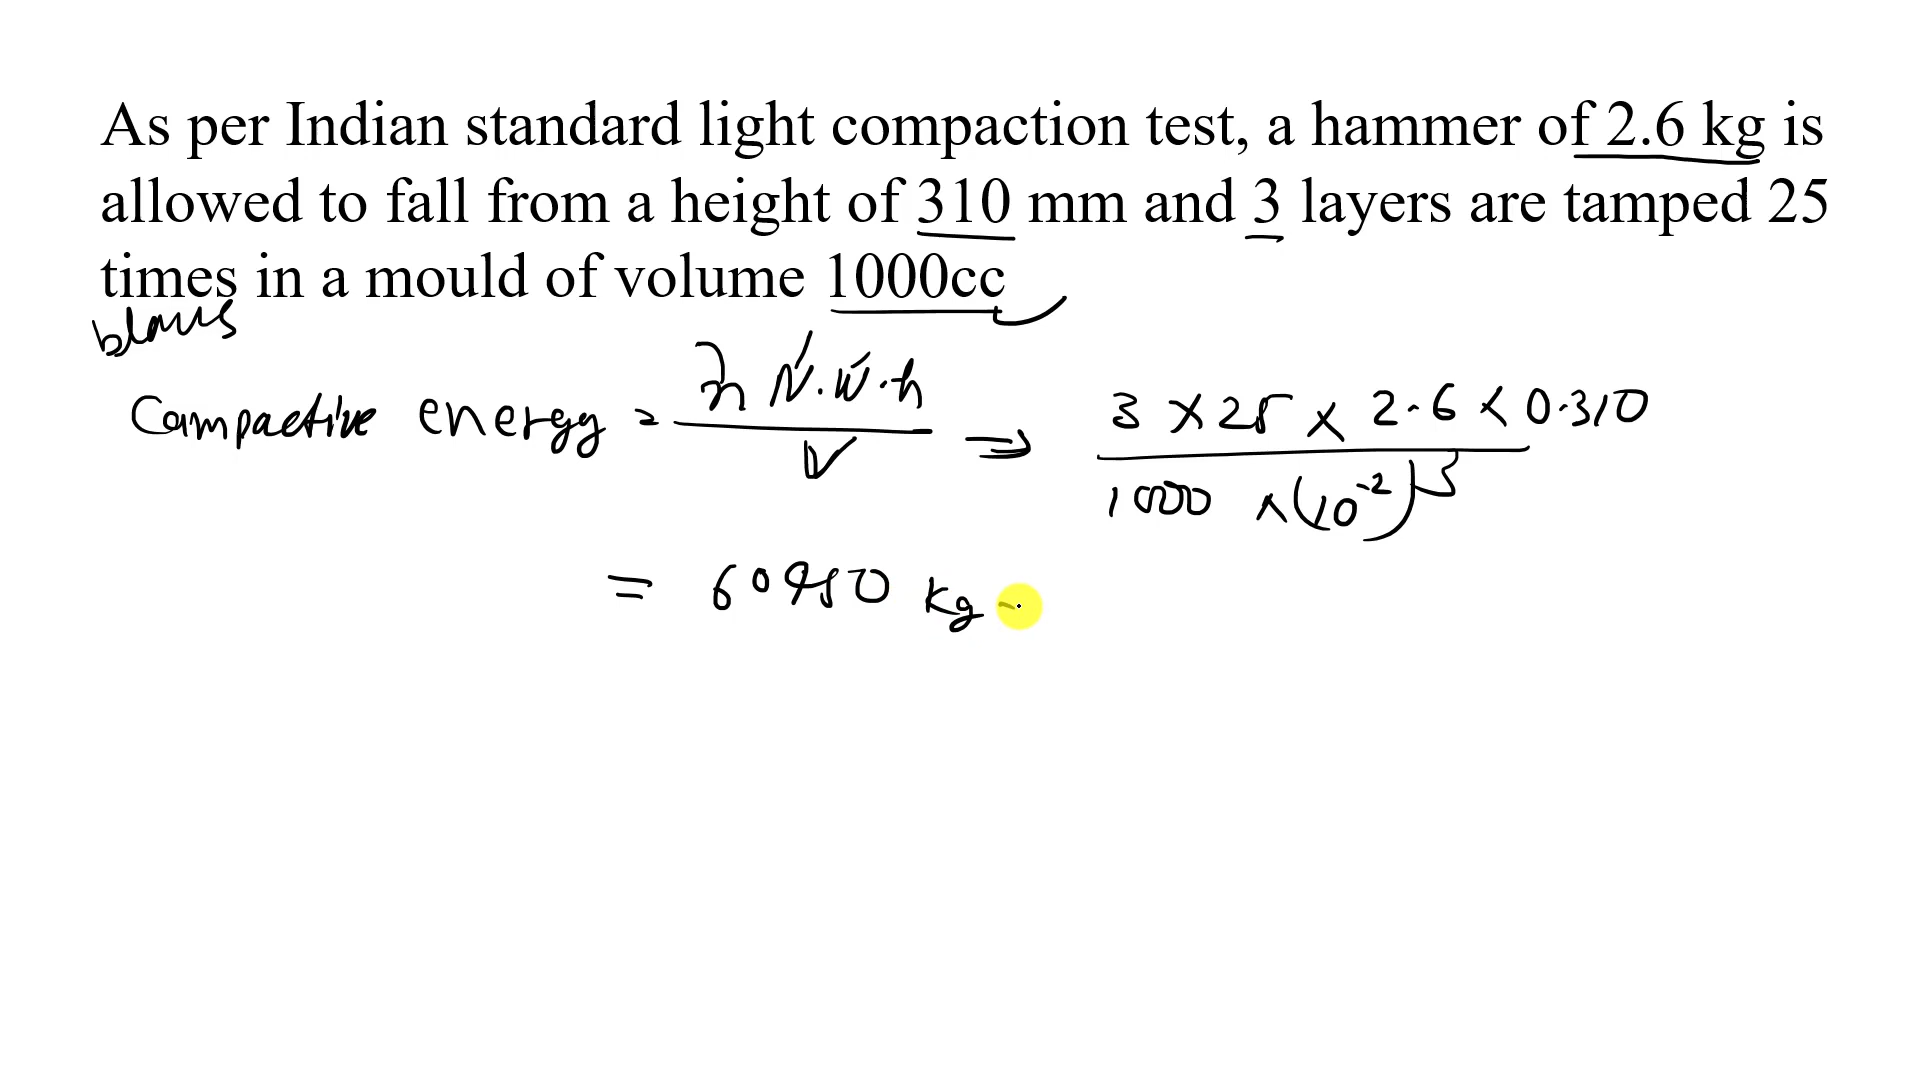 As per Indian standard light compaction test, a hammer of 2.6 kg is
allowed to fall from a height of 310 mm and 3 layers are tamped 25
times in a mould of volume 1000cc
blows
Compactive energy = n N.W.h / V ⇒ 3 × 25 × 2.6 × 0.310 / 1000 × (10⁻²)³
= 60450 kg -